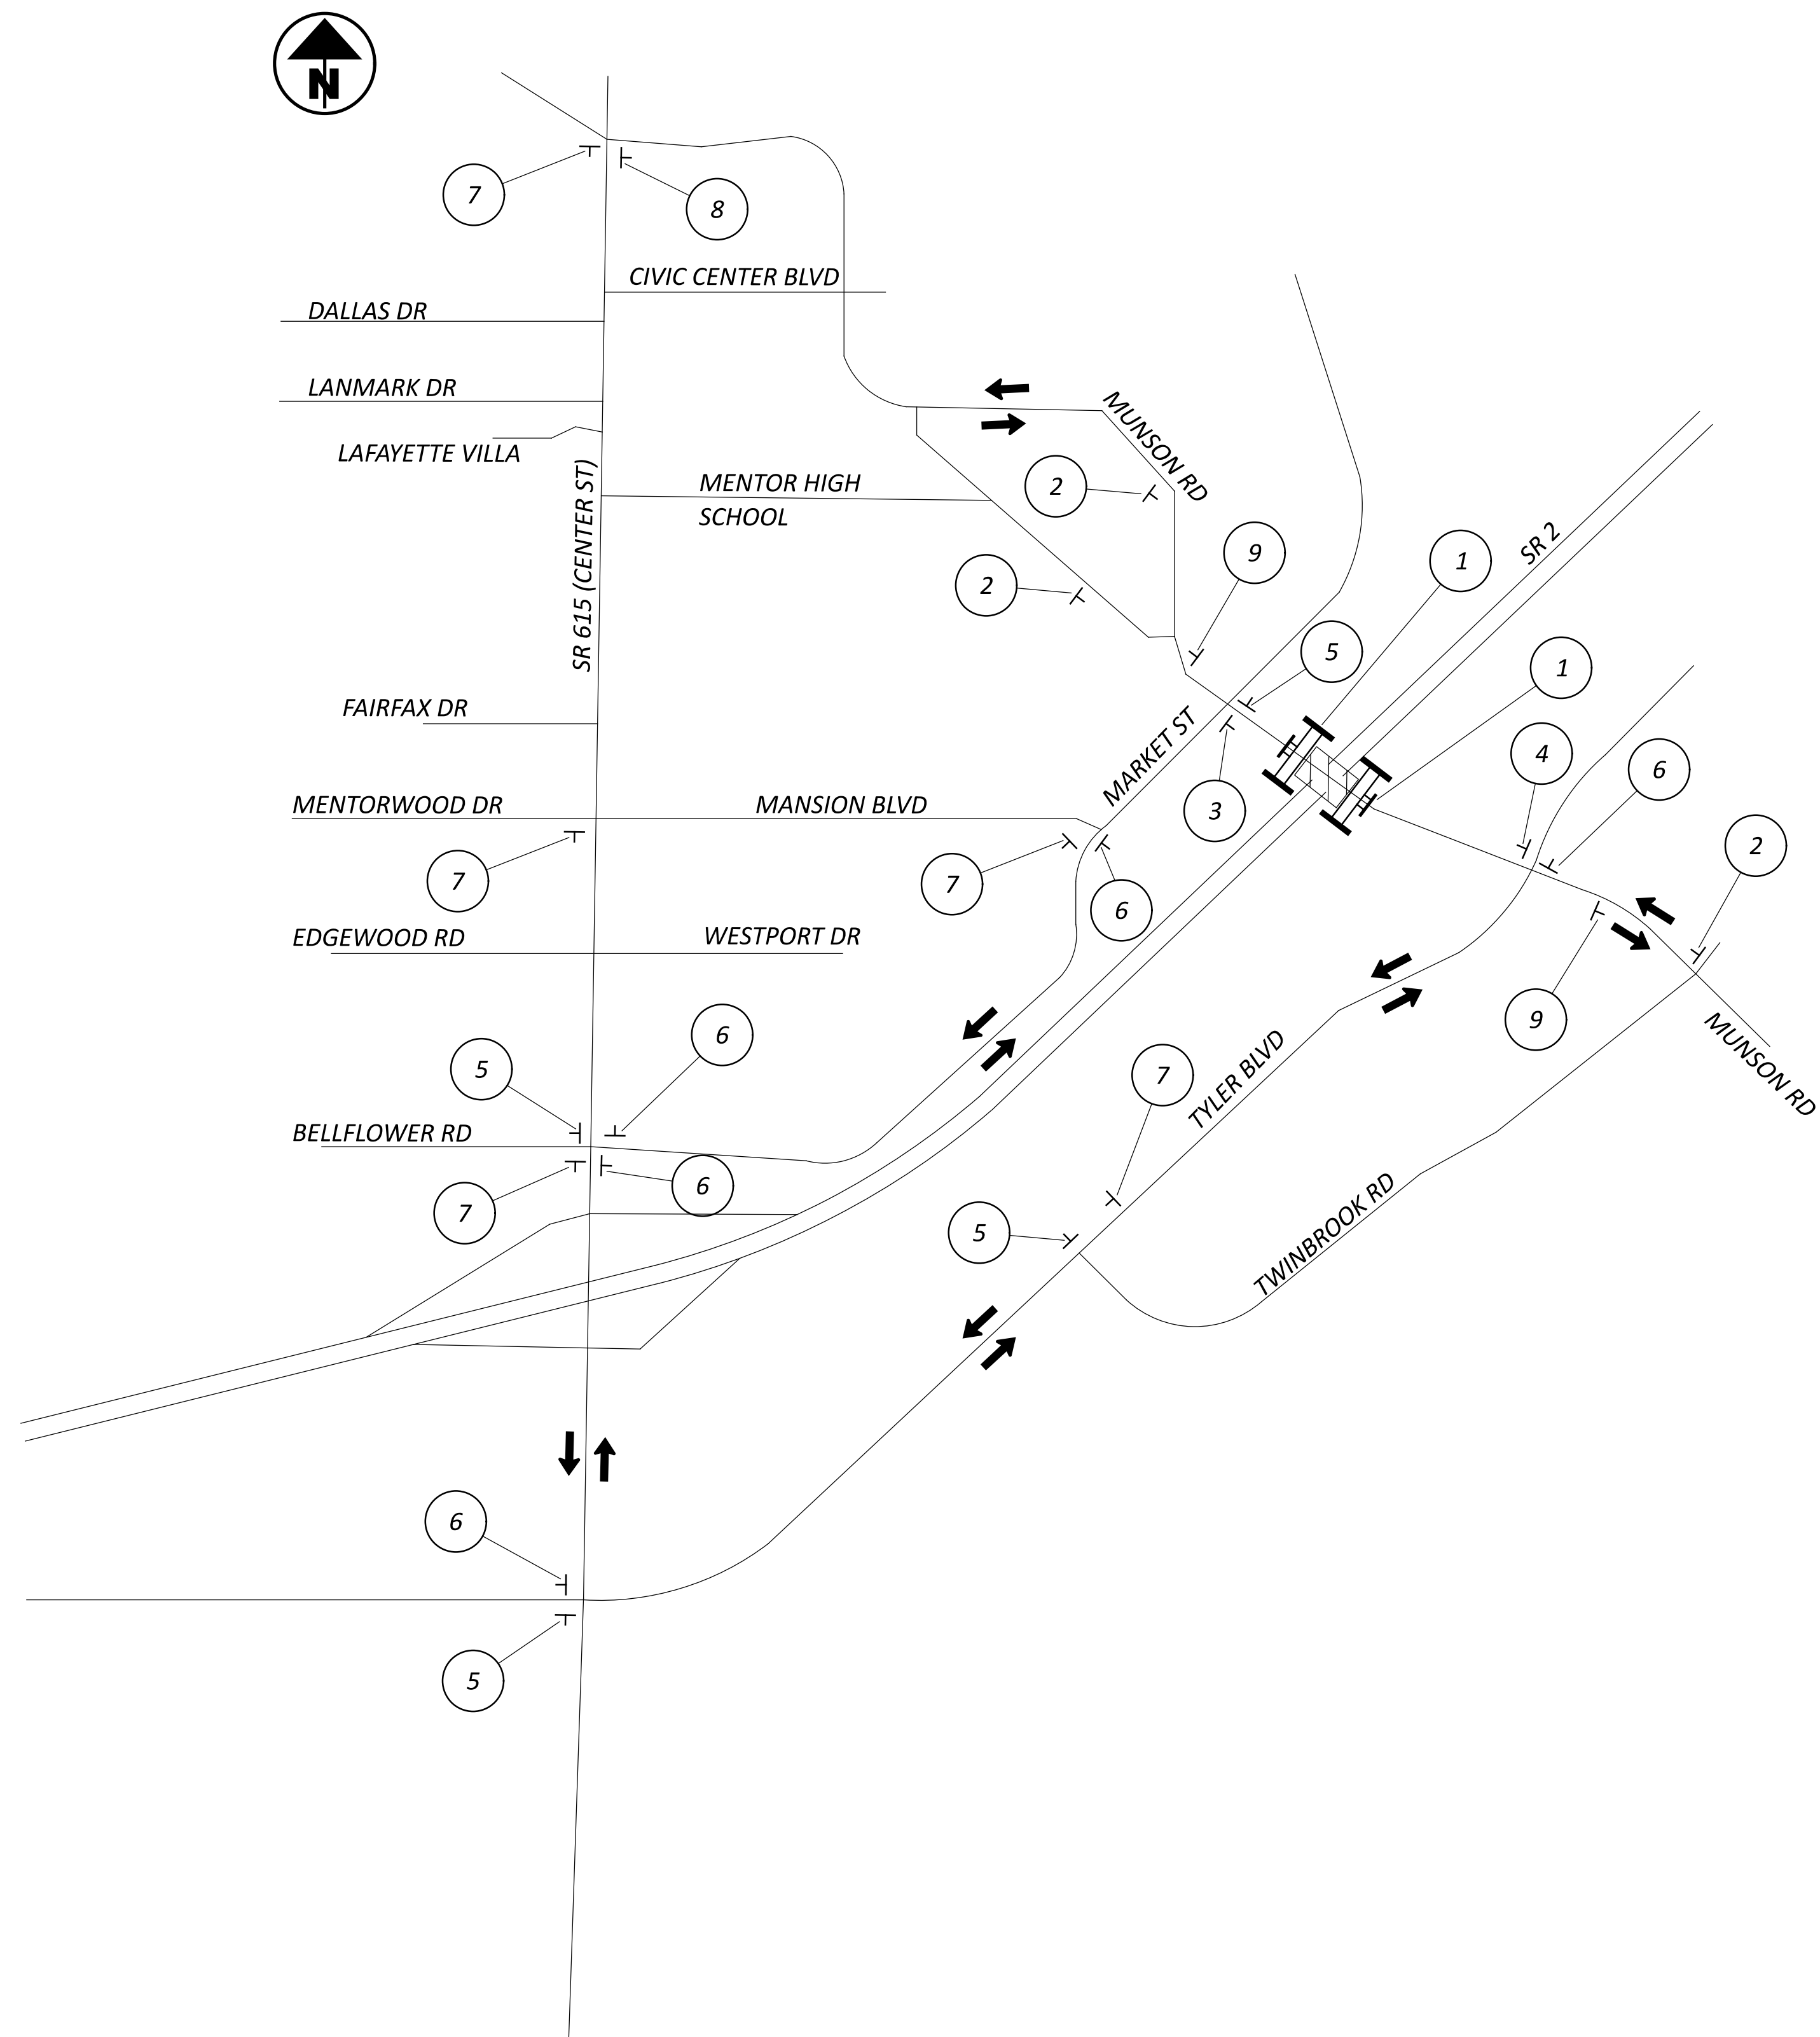 N
7
8
CIVIC CENTER BLVD
DALLAS DR
LANMARK DR
MUNSON RD
LAFAYETTE VILLA
SR 615 (CENTER ST)
MENTOR HIGH
SCHOOL
2
2
9
1
SR 2
5
1
FAIRFAX DR
MARKET ST
4
6
3
MENTORWOOD DR
MANSION BLVD
7
7
6
2
EDGEWOOD RD
WESTPORT DR
9
MUNSON RD
5
6
7
TYLER BLVD
BELLFLOWER RD
7
6
5
TWINBROOK RD
6
5